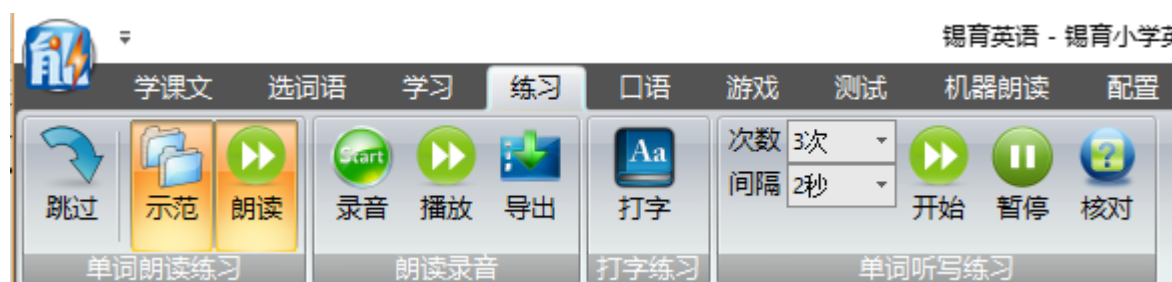 锡育英语 - 锡育小学英
学课文 选词语 学习 练习 口语 游戏 测试 机器朗读 配置
跳过 示范 朗读
单词朗读练习
Start
录音 播放 导出
朗读录音
Aa
打字
打字练习
次数 3次
间隔 2秒
开始 暂停 核对
单词听写练习